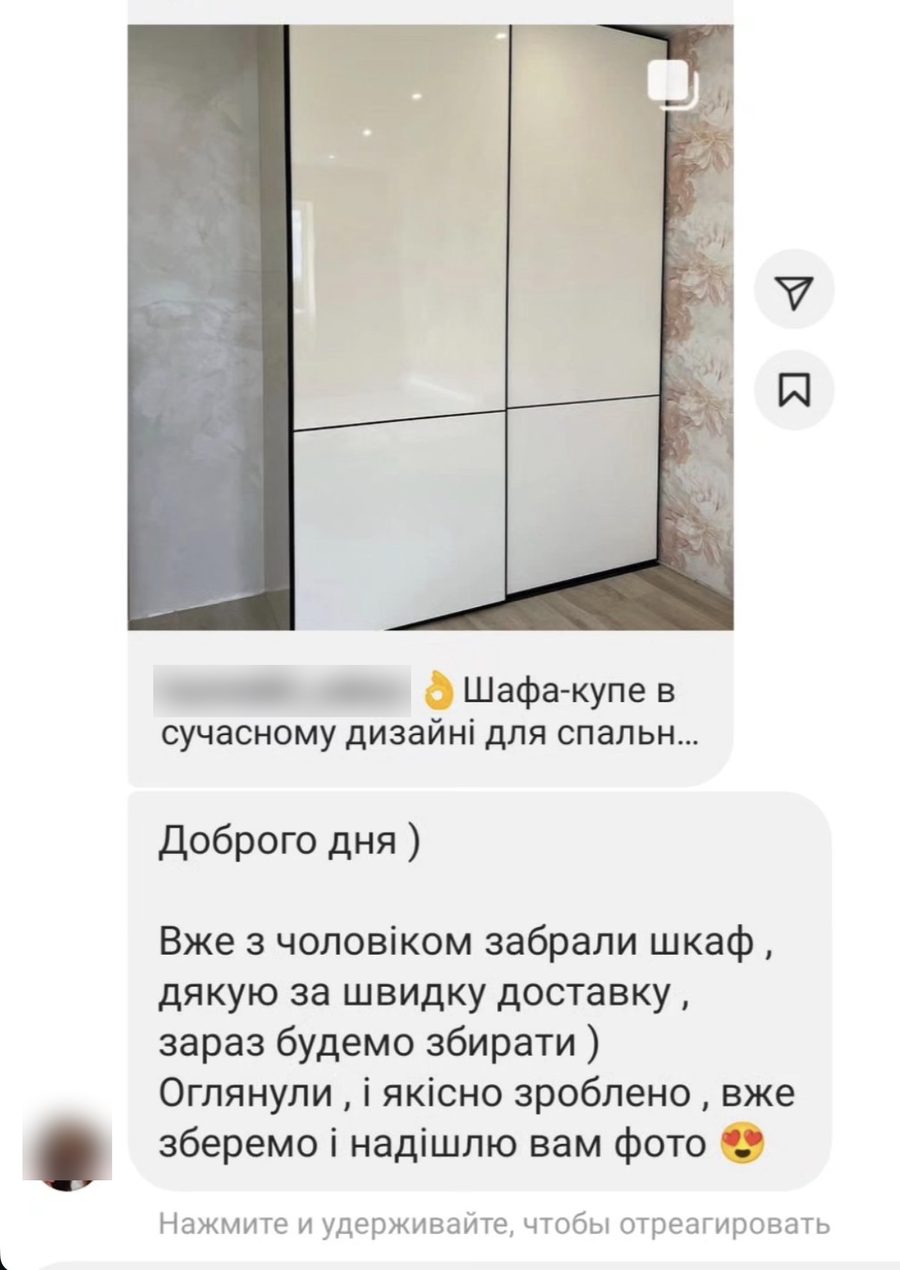 👌Шафа-купе в
сучасному дизайні для спальн...
Доброго дня )
Вже з чоловіком забрали шкаф ,
дякую за швидку доставку ,
зараз будемо збирати )
Оглянули , і якісно зроблено , вже
зберемо і надішлю вам фото 😍
Нажмите и удерживайте, чтобы отреагировать